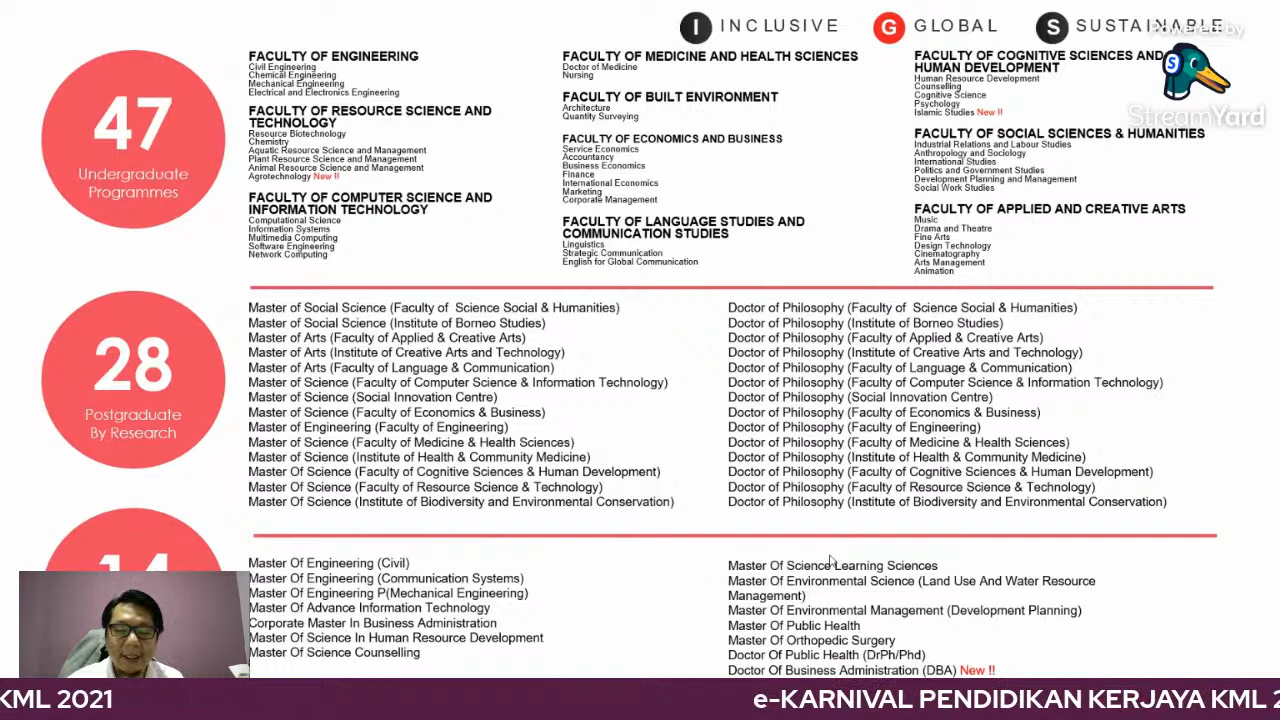 I INCLUSIVE G GLOBAL S SUSTAINABLE
Powered by
StreamYard
47
Undergraduate
Programmes
FACULTY OF ENGINEERING
Civil Engineering
Chemical Engineering
Mechanical Engineering
Electrical and Electronics Engineering
FACULTY OF RESOURCE SCIENCE AND
TECHNOLOGY
Resource Biotechnology
Chemistry
Aquatic Resource Science and Management
Plant Resource Science and Management
Animal Resource Science and Management
Agrotechnology New !!
FACULTY OF COMPUTER SCIENCE AND
INFORMATION TECHNOLOGY
Computational Science
Information Systems
Multimedia Computing
Software Engineering
Network Computing
FACULTY OF MEDICINE AND HEALTH SCIENCES
Doctor of Medicine
Nursing
FACULTY OF BUILT ENVIRONMENT
Architecture
Quantity Surveying
FACULTY OF ECONOMICS AND BUSINESS
Service Economics
Accountancy
Business Economics
Finance
International Economics
Marketing
Corporate Management
FACULTY OF LANGUAGE STUDIES AND
COMMUNICATION STUDIES
Linguistics
Strategic Communication
English for Global Communication
FACULTY OF COGNITIVE SCIENCES AND
HUMAN DEVELOPMENT
Human Resource Development
Counselling
Cognitive Science
Psychology
Islamic Studies New !!
FACULTY OF SOCIAL SCIENCES & HUMANITIES
Industrial Relations and Labour Studies
Anthropology and Sociology
International Studies
Politics and Government Studies
Development Planning and Management
Social Work Studies
FACULTY OF APPLIED AND CREATIVE ARTS
Music
Drama and Theatre
Fine Arts
Design Technology
Cinematography
Arts Management
Animation
28
Postgraduate
By Research
Master of Social Science (Faculty of Science Social & Humanities)
Master of Social Science (Institute of Borneo Studies)
Master of Arts (Faculty of Applied & Creative Arts)
Master of Arts (Institute of Creative Arts and Technology)
Master of Arts (Faculty of Language & Communication)
Master of Science (Faculty of Computer Science & Information Technology)
Master of Science (Social Innovation Centre)
Master of Science (Faculty of Economics & Business)
Master of Engineering (Faculty of Engineering)
Master of Science (Faculty of Medicine & Health Sciences)
Master of Science (Institute of Health & Community Medicine)
Master Of Science (Faculty of Cognitive Sciences & Human Development)
Master Of Science (Faculty of Resource Science & Technology)
Master Of Science (Institute of Biodiversity and Environmental Conservation)
Doctor of Philosophy (Faculty of Science Social & Humanities)
Doctor of Philosophy (Institute of Borneo Studies)
Doctor of Philosophy (Faculty of Applied & Creative Arts)
Doctor of Philosophy (Institute of Creative Arts and Technology)
Doctor of Philosophy (Faculty of Language & Communication)
Doctor of Philosophy (Faculty of Computer Science & Information Technology)
Doctor of Philosophy (Social Innovation Centre)
Doctor of Philosophy (Faculty of Economics & Business)
Doctor of Philosophy (Faculty of Engineering)
Doctor of Philosophy (Faculty of Medicine & Health Sciences)
Doctor of Philosophy (Institute of Health & Community Medicine)
Doctor of Philosophy (Faculty of Cognitive Sciences & Human Development)
Doctor of Philosophy (Faculty of Resource Science & Technology)
Doctor of Philosophy (Institute of Biodiversity and Environmental Conservation)
14
Master Of Engineering (Civil)
Master Of Engineering (Communication Systems)
Master Of Engineering P(Mechanical Engineering)
Master Of Advance Information Technology
Corporate Master In Business Administration
Master Of Science In Human Resource Development
Master Of Science Counselling
Master Of Science Learning Sciences
Master Of Environmental Science (Land Use And Water Resource
Management)
Master Of Environmental Management (Development Planning)
Master Of Public Health
Master Of Orthopedic Surgery
Doctor Of Public Health (DrPh/Phd)
Doctor Of Business Administration (DBA) New !!
KML 2021 e-KARNIVAL PENDIDIKAN KERJAYA KML 2